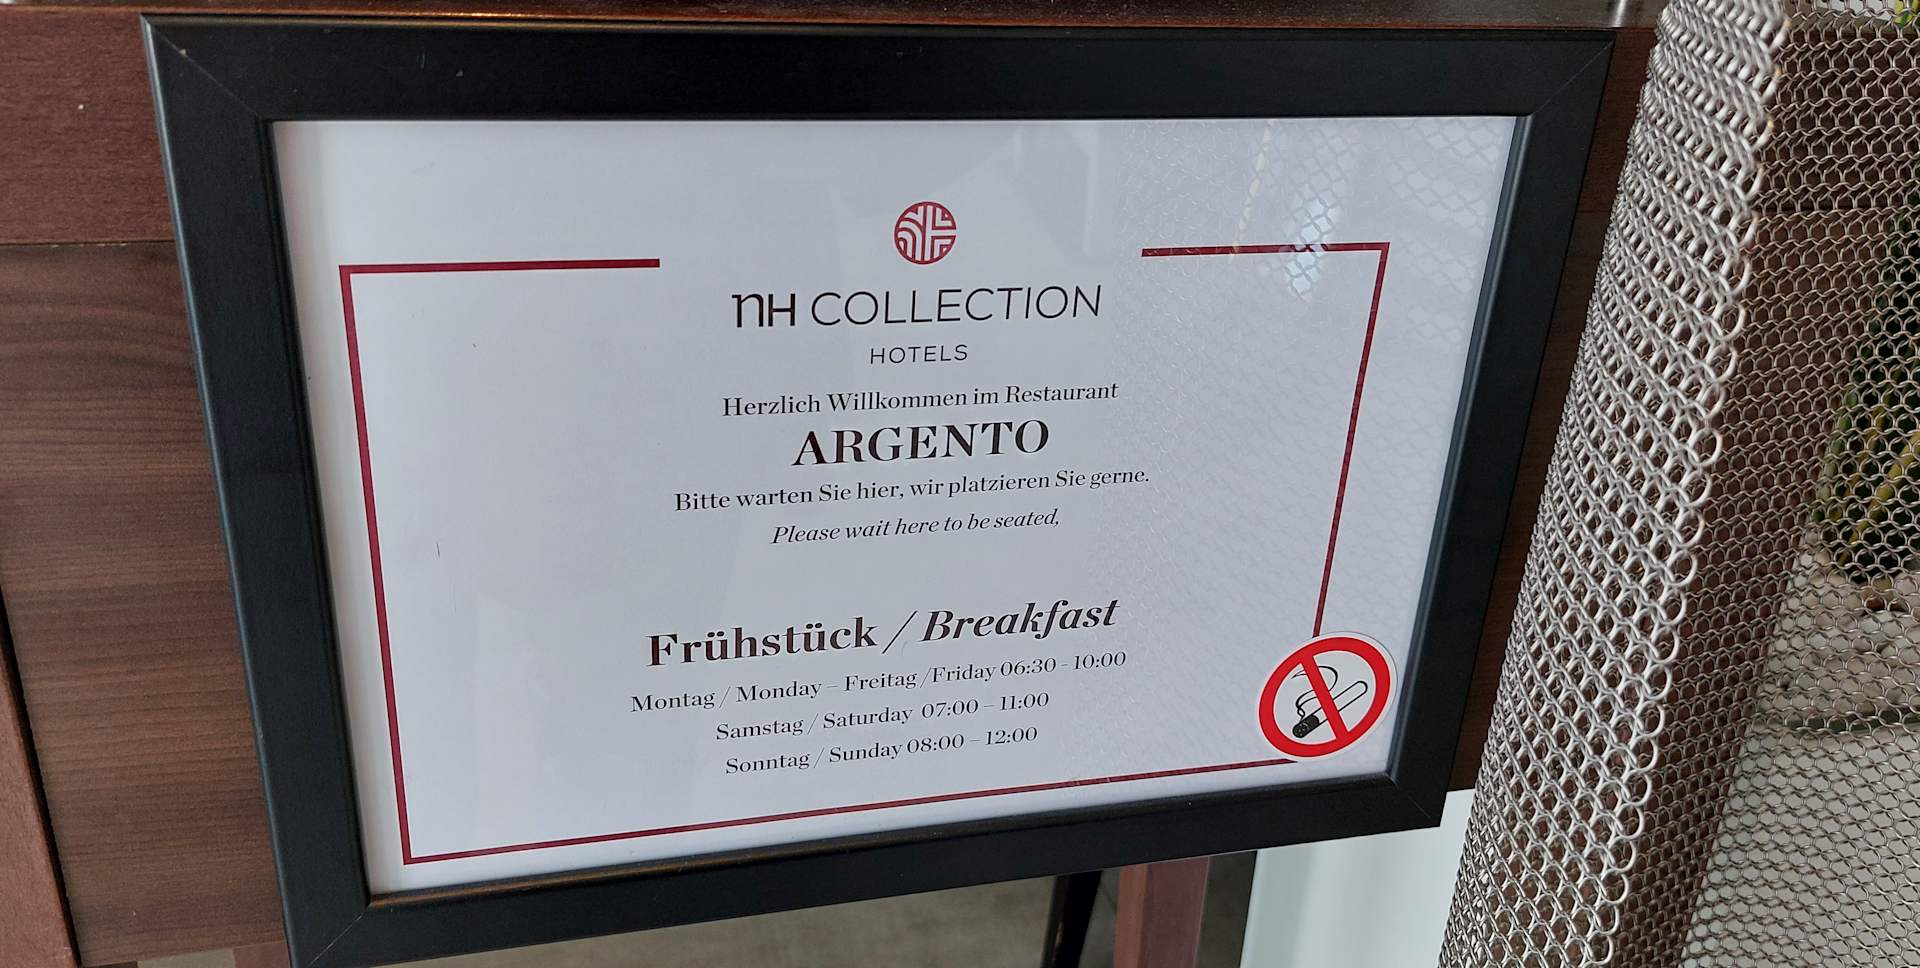 nH COLLECTION
HOTELS
Herzlich Willkommen im Restaurant
ARGENTO
Bitte warten Sie hier, wir platzieren Sie gerne.
Please wait here to be seated,
Frühstück / Breakfast
Montag / Monday – Freitag /Friday 06:30 - 10:00
Samstag / Saturday 07:00 – 11:00
Sonntag / Sunday 08:00 – 12:00